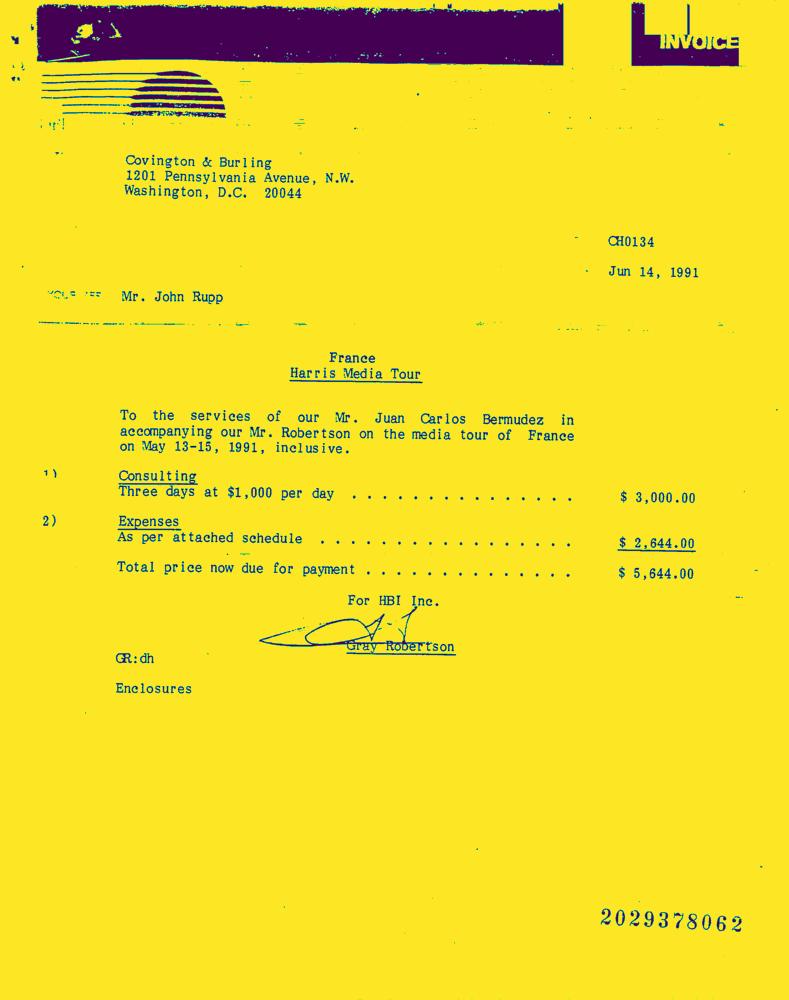 INVOICE
Covington & Burling
1201 Pennsylvania Avenue, N.W.
Washington, D.C. 20044
CH0134
Jun 14, 1991
Mr. John Rupp
France
Harris Media Tour
To the services of our Mr. Juan Carlos Bermudez in
accompanying our Mr. Robertson on the media tour of France
on May 13-15, 1991, inclusive.
1) Consulting
Three days at $1,000 per day . . . . . . . . . . . . . . . $ 3,000.00
2) Expenses
As per attached schedule . . . . . . . . . . . . . . . . . $ 2,644.00
Total price now due for payment . . . . . . . . . . . . . . $ 5,644.00
For HBI Inc.
Gray Robertson
GR:dh
Enclosures
2029378062